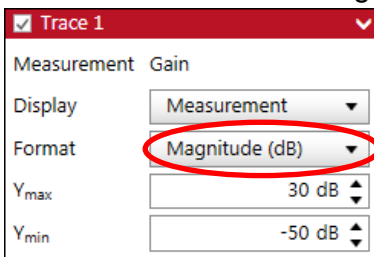 Trace 1
Measurement Gain
Display Measurement
Format Magnitude (dB)
Ymax 30 dB
Ymin -50 dB